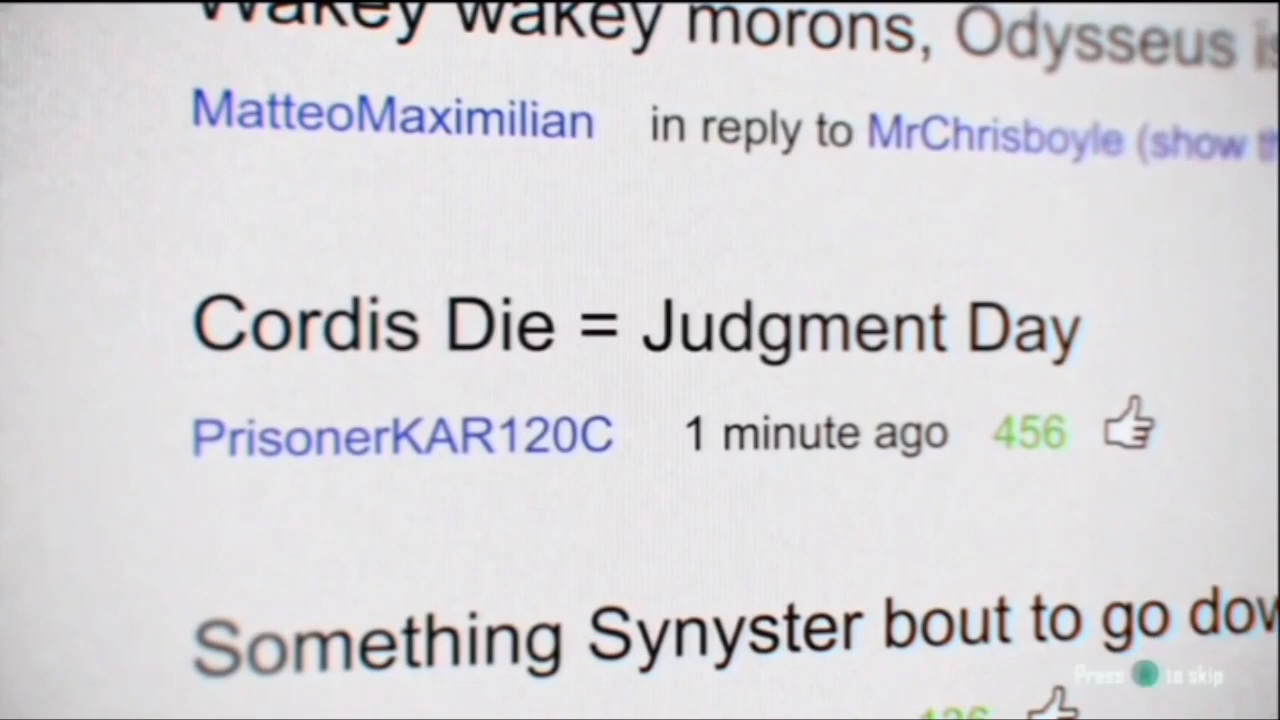 Wakey wakey morons, Odysseus is
MatteoMaximilian in reply to MrChrisboyle (show th
Cordis Die = Judgment Day
PrisonerKAR120C 1 minute ago 456
Something Synyster bout to go dow
Press to skip